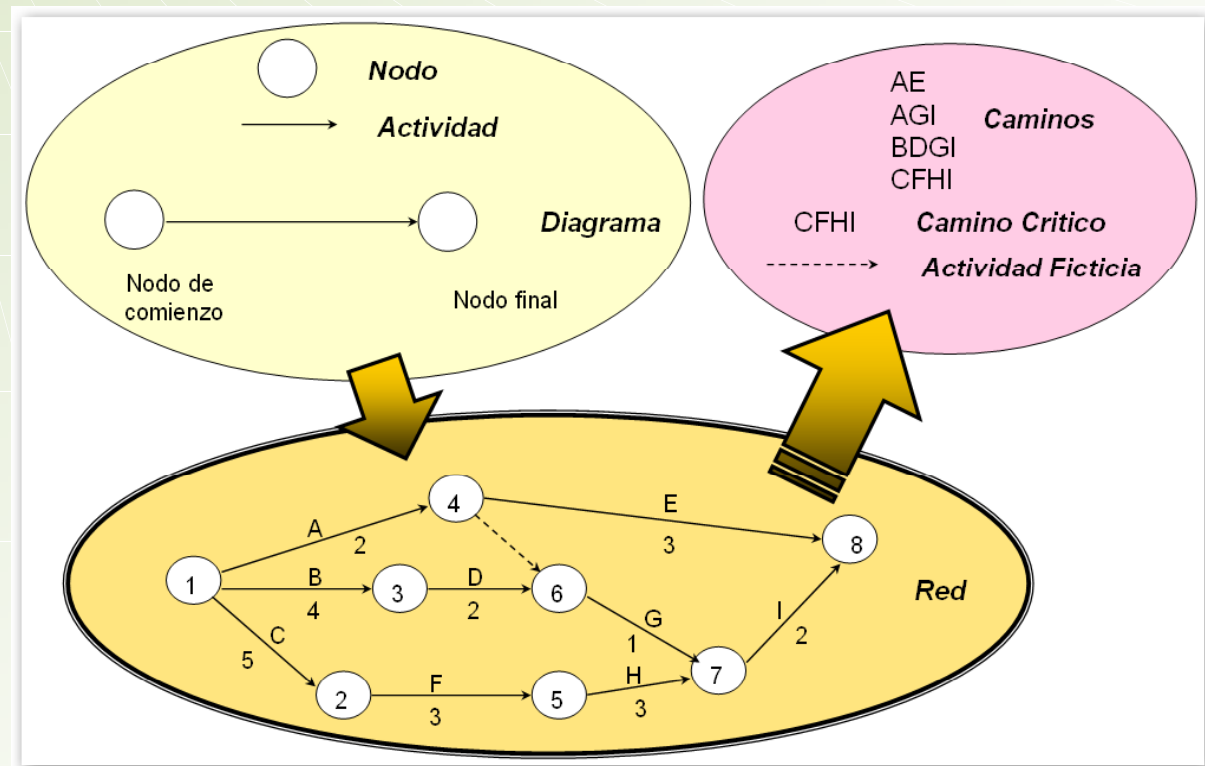 Nodo
Actividad
Diagrama
Nodo de
comienzo
Nodo final
AE
AGI
Caminos
BDGI
CFHI
CFHI Camino Critico
Actividad Ficticia
4
E
A
3
2
8
1
B
D
3
6
4
2
Red
C
G
I
5
1
2
F
H
7
2
5
3
3